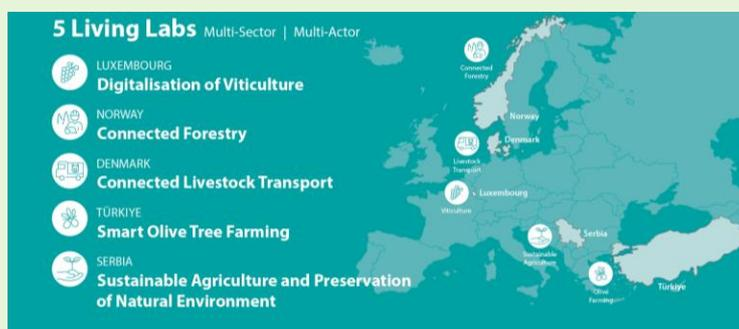 5 Living Labs Multi-Sector | Multi-Actor
LUXEMBOURG
Digitalisation of Viticulture
NORWAY
Connected Forestry
DENMARK
Connected Livestock Transport
TÜRKIYE
Smart Olive Tree Farming
SERBIA
Sustainable Agriculture and Preservation
of Natural Environment
Connected
Forestry
Norway
Denmark
Livestock
Transport
Luxembourg
Viticulture
Serbia
Sustainable
Agriculture
Olive
Farming
Türkiye